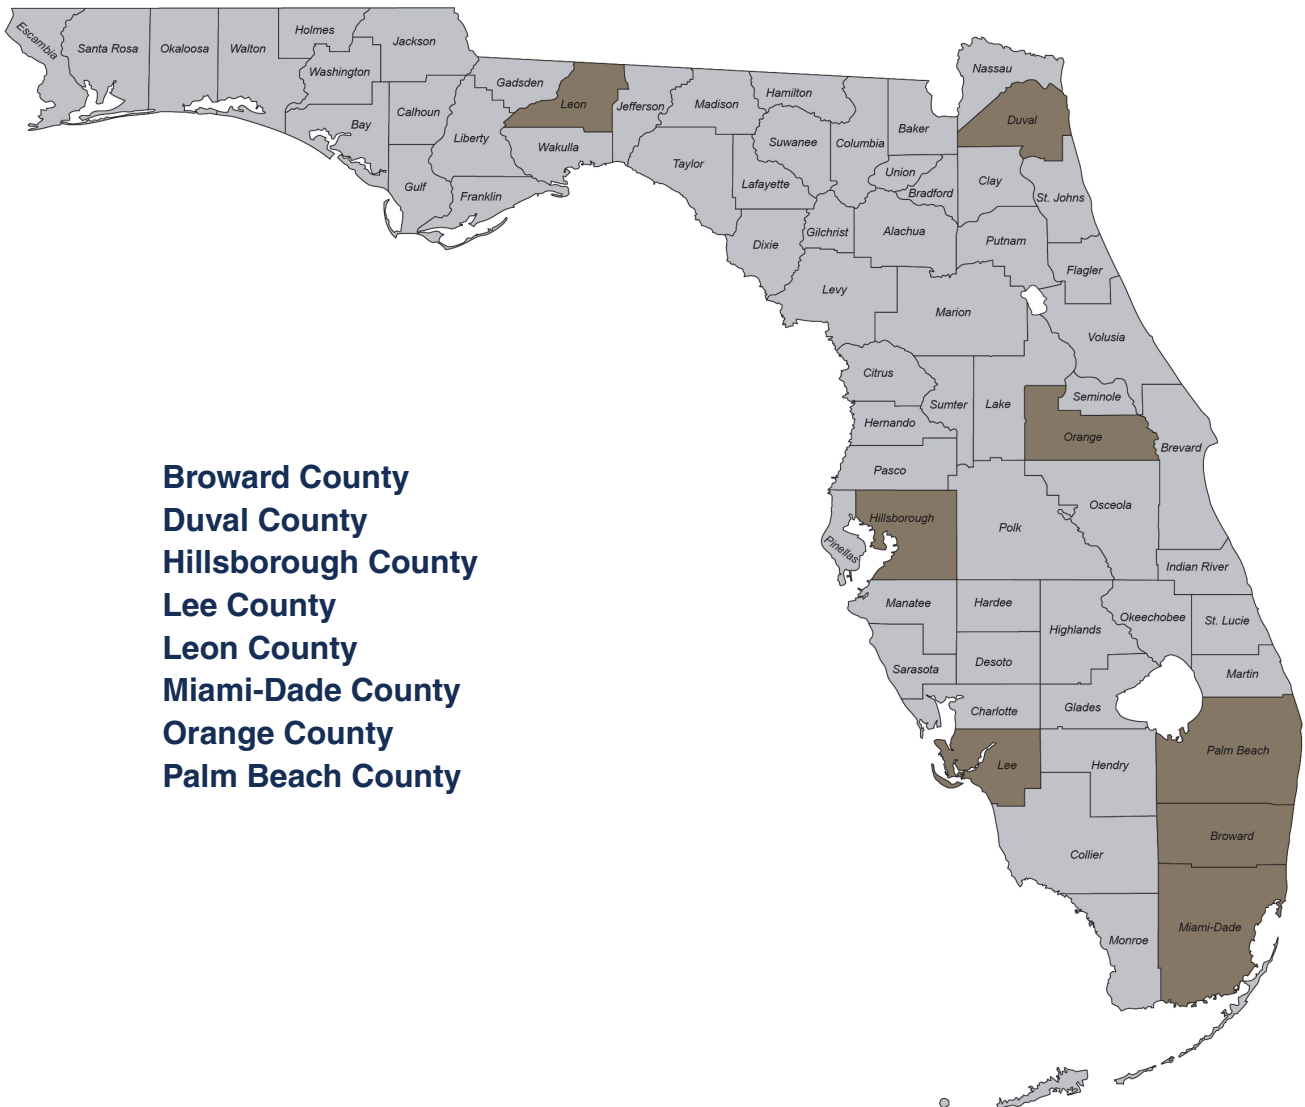 Escambia
Santa Rosa
Okaloosa
Walton
Holmes
Washington
Jackson
Bay
Calhoun
Gulf
Liberty
Franklin
Gadsden
Leon
Wakulla
Jefferson
Madison
Taylor
Hamilton
Suwanee
Lafayette
Dixie
Columbia
Gilchrist
Baker
Union
Bradford
Alachua
Levy
Nassau
Duval
Clay
St. Johns
Putnam
Flagler
Marion
Volusia
Citrus
Hernando
Sumter
Lake
Seminole
Orange
Brevard
Pasco
Hillsborough
Pinellas
Polk
Osceola
Indian River
Manatee
Hardee
Highlands
Okeechobee
St. Lucie
Sarasota
Desoto
Martin
Charlotte
Glades
Lee
Hendry
Palm Beach
Collier
Broward
Monroe
Miami-Dade
Broward County
Duval County
Hillsborough County
Lee County
Leon County
Miami-Dade County
Orange County
Palm Beach County